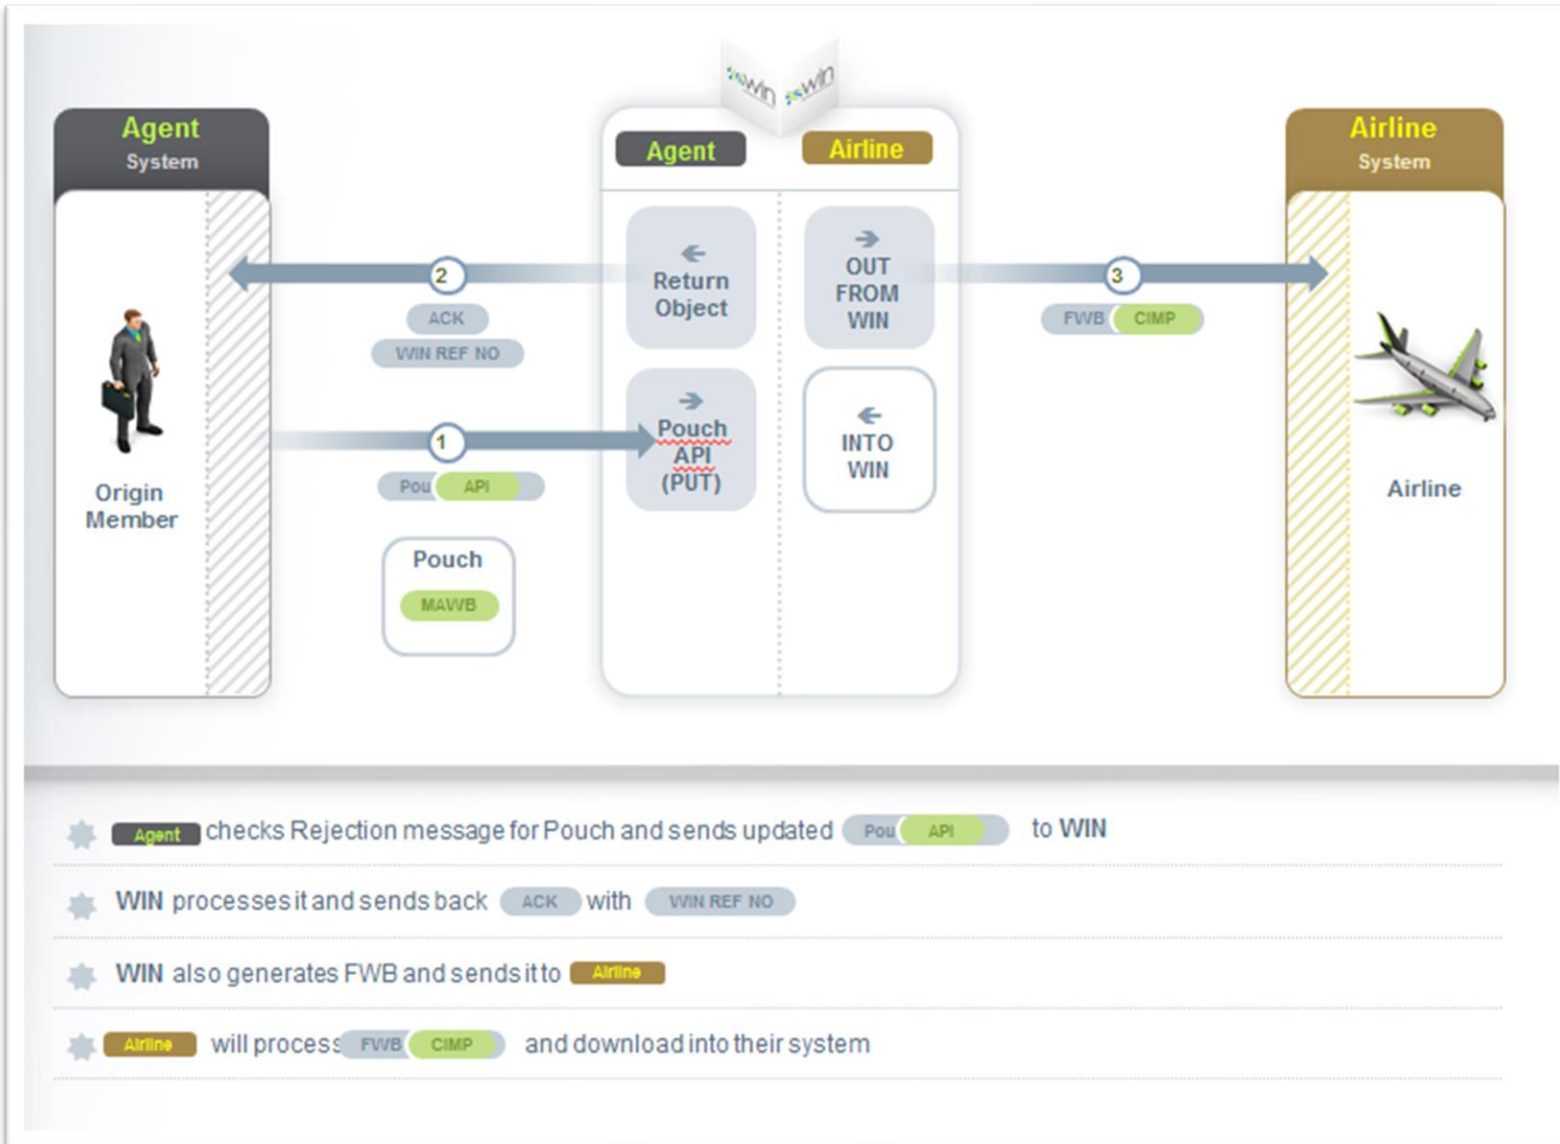 win win
Agent
System
Agent
Airline
Airline
System
2
ACK
WIN REF NO
Return
Object
OUT
FROM
WIN
3
FWB CIMP
1
Pou API
Pouch
API
(PUT)
INTO
WIN
Origin
Member
Airline
Pouch
MAWB
Agent checks Rejection message for Pouch and sends updated Pou API to WIN
WIN processes it and sends back ACK with WIN REF NO
WIN also generates FWB and sends it to Airline
Airline will process FWB CIMP and download into their system